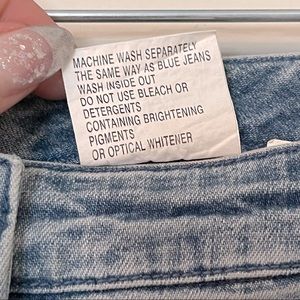 MACHINE WASH SEPARATELY
THE SAME WAY AS BLUE JEANS
WASH INSIDE OUT
DO NOT USE BLEACH OR
DETERGENTS
CONTAINING BRIGHTENING
PIGMENTS
OR OPTICAL WHITENER